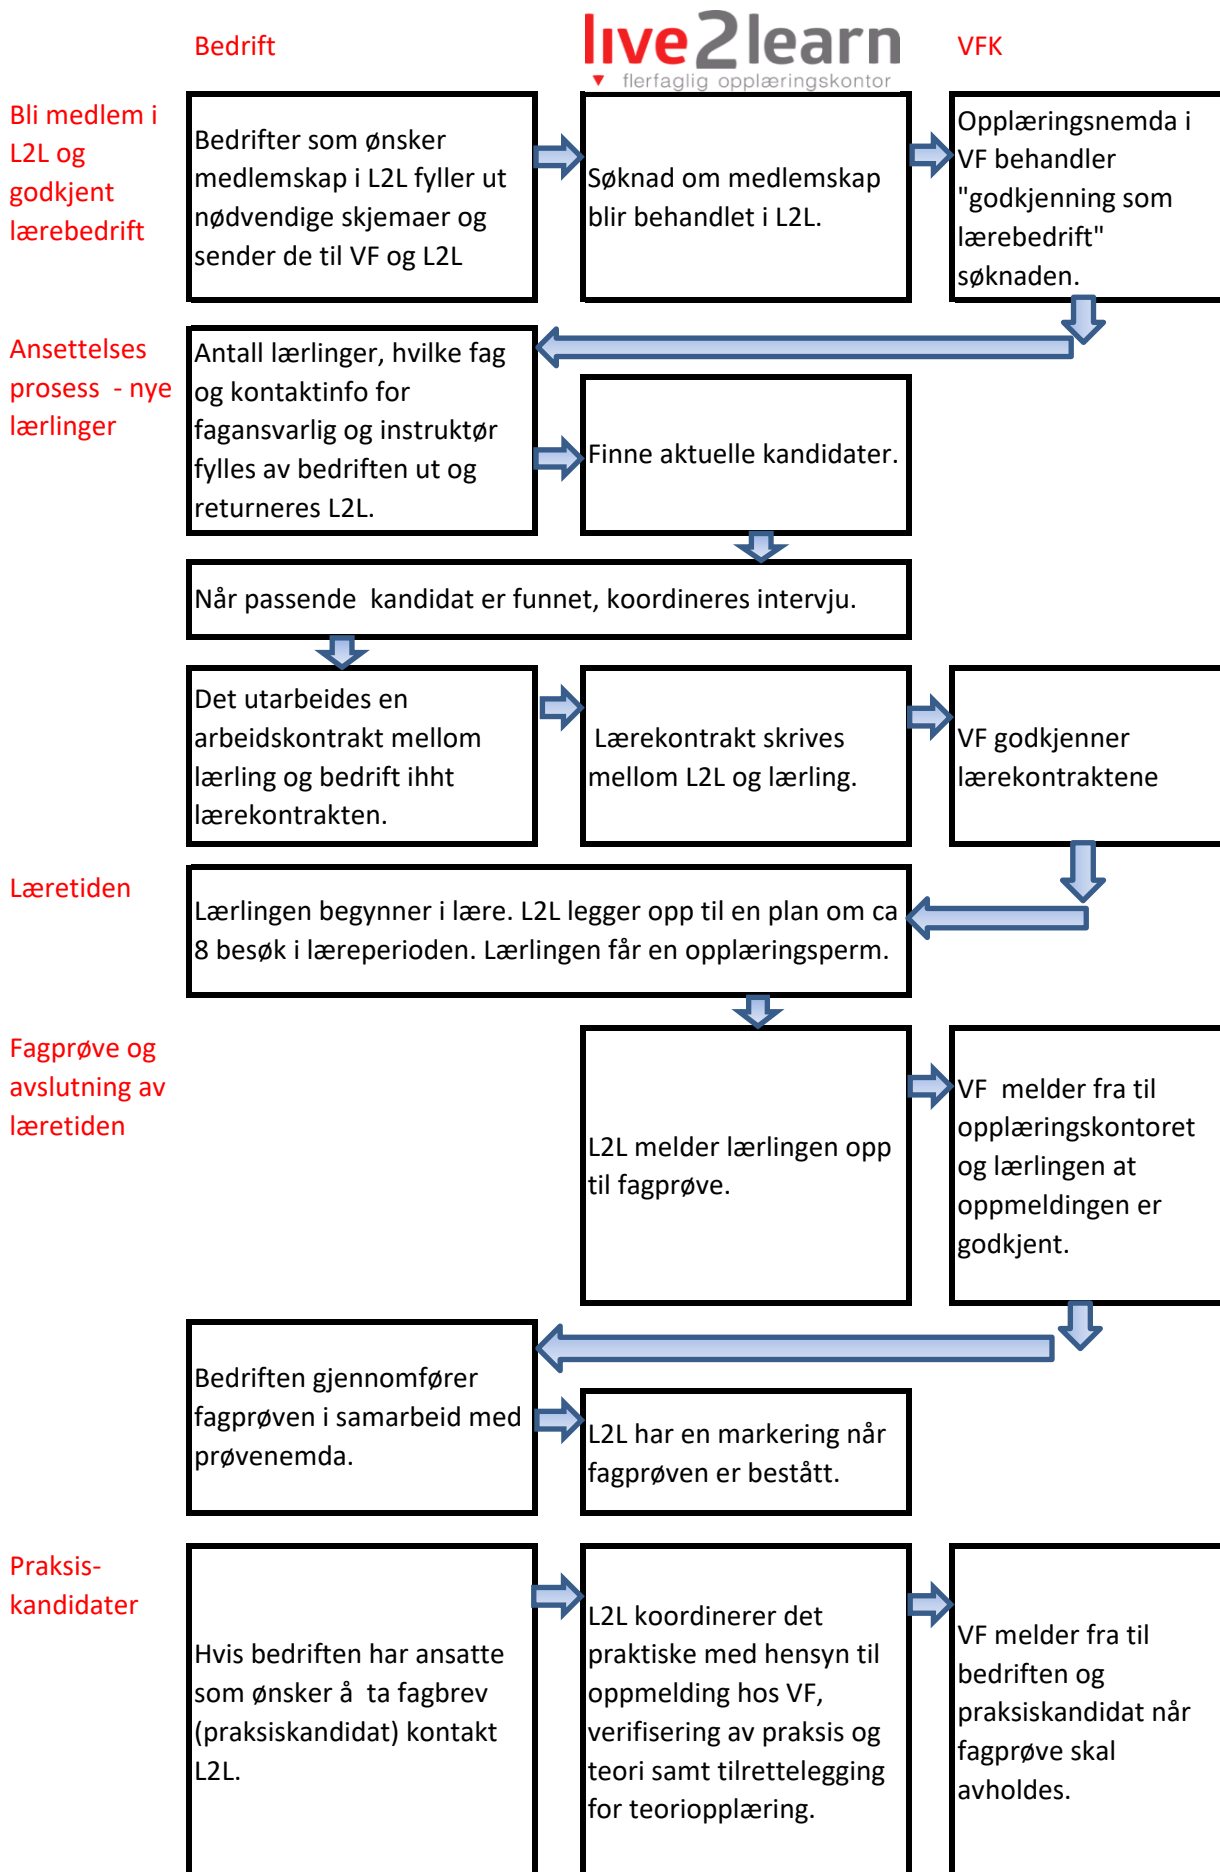 Bedrift
live2learn
flerfaglig opplæringskontor
VFK
Bli medlem i
L2L og
godkjent
lærebedrift
Bedrifter som ønsker
medlemskap i L2L fyller ut
nødvendige skjemaer og
sender de til VF og L2L
Søknad om medlemskap
blir behandlet i L2L.
Opplæringsnemda i
VF behandler
"godkjenning som
lærebedrift"
søknaden.
Ansettelses
prosess - nye
lærlinger
Antall lærlinger, hvilke fag
og kontaktinfo for
fagansvarlig og instruktør
fylles av bedriften ut og
returneres L2L.
Finne aktuelle kandidater.
Når passende kandidat er funnet, koordineres intervju.
Det utarbeides en
arbeidskontrakt mellom
lærling og bedrift ihht
lærekontrakten.
Lærekontrakt skrives
mellom L2L og lærling.
VF godkjenner
lærekontraktene
Læretiden
Lærlingen begynner i lære. L2L legger opp til en plan om ca
8 besøk i læreperioden. Lærlingen får en opplæringsperm.
Fagprøve og
avslutning av
læretiden
L2L melder lærlingen opp
til fagprøve.
VF melder fra til
opplæringskontoret
og lærlingen at
oppmeldingen er
godkjent.
Bedriften gjennomfører
fagprøven i samarbeid med
prøvenemda.
L2L har en markering når
fagprøven er bestått.
Praksis-
kandidater
Hvis bedriften har ansatte
som ønsker å ta fagbrev
(praksiskandidat) kontakt
L2L.
L2L koordinerer det
praktiske med hensyn til
oppmelding hos VF,
verifisering av praksis og
teori samt tilrettelegging
for teoriopplæring.
VF melder fra til
bedriften og
praksiskandidat når
fagprøve skal
avholdes.